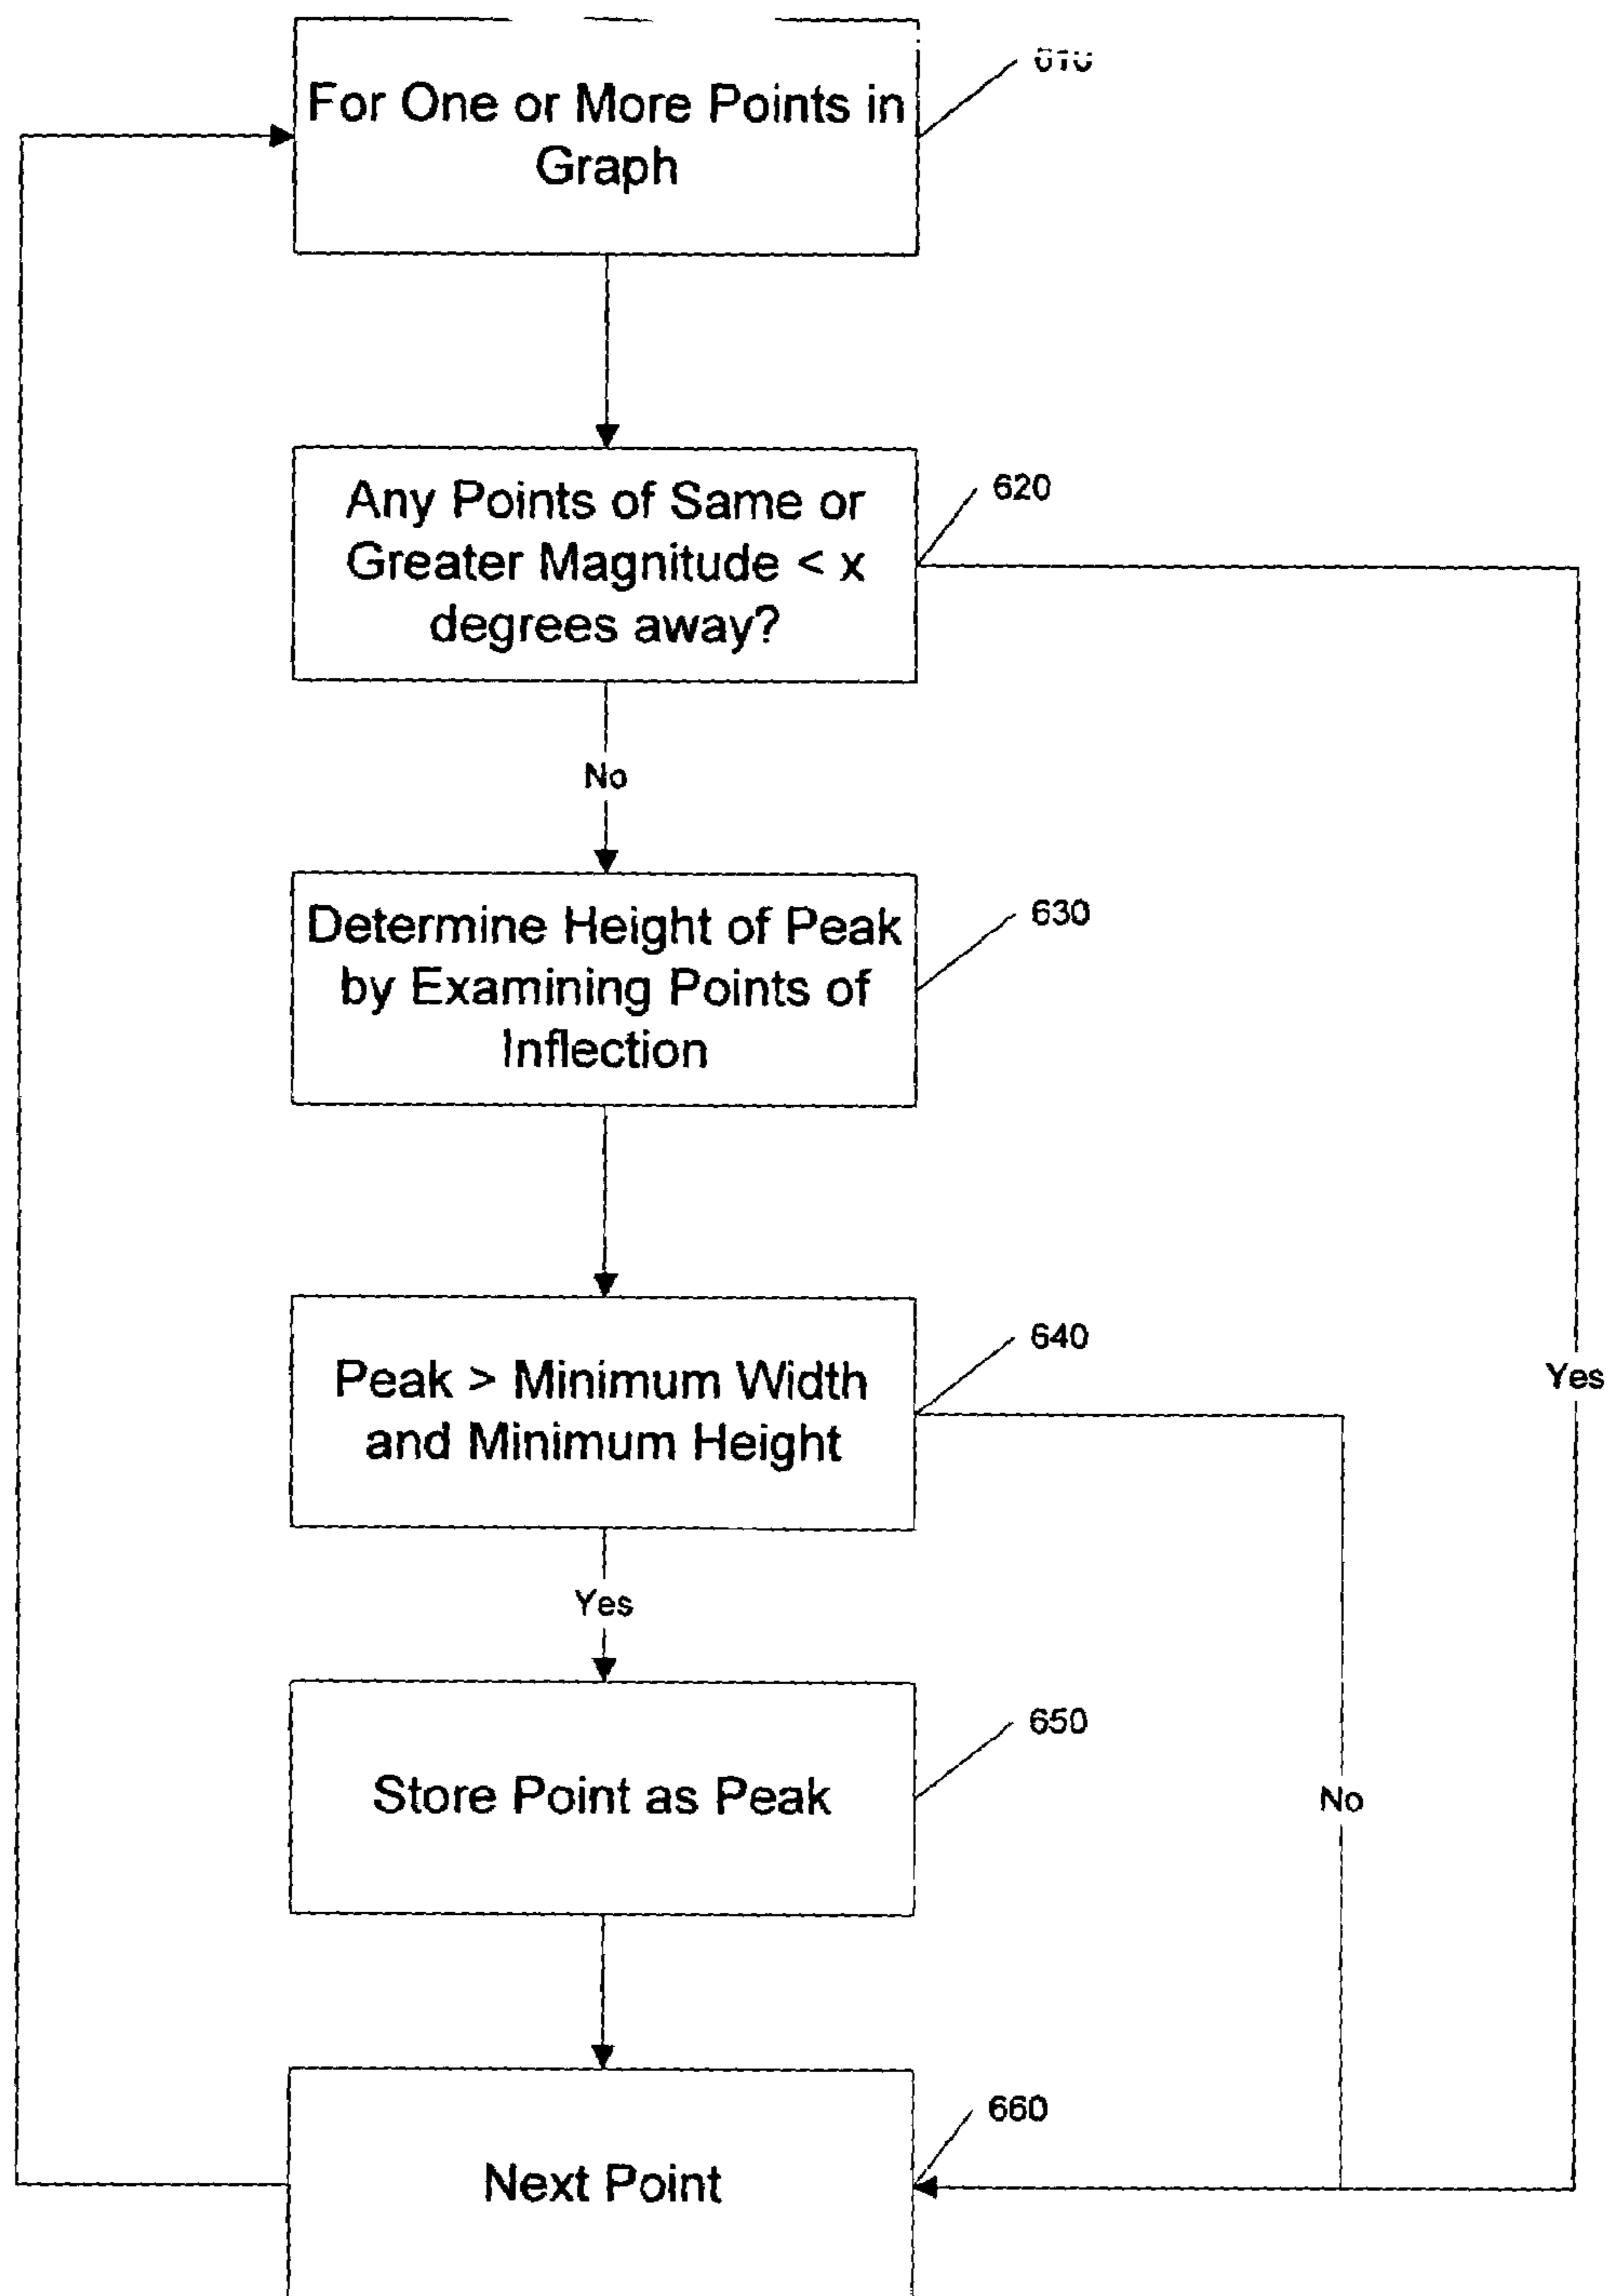 For One or More Points in
Graph
Any Points of Same or
Greater Magnitude < x
degrees away?
620
No
Determine Height of Peak
by Examining Points of
Inflection
630
Peak > Minimum Width
and Minimum Height
640
Yes
Yes
Store Point as Peak
650
No
Next Point
660